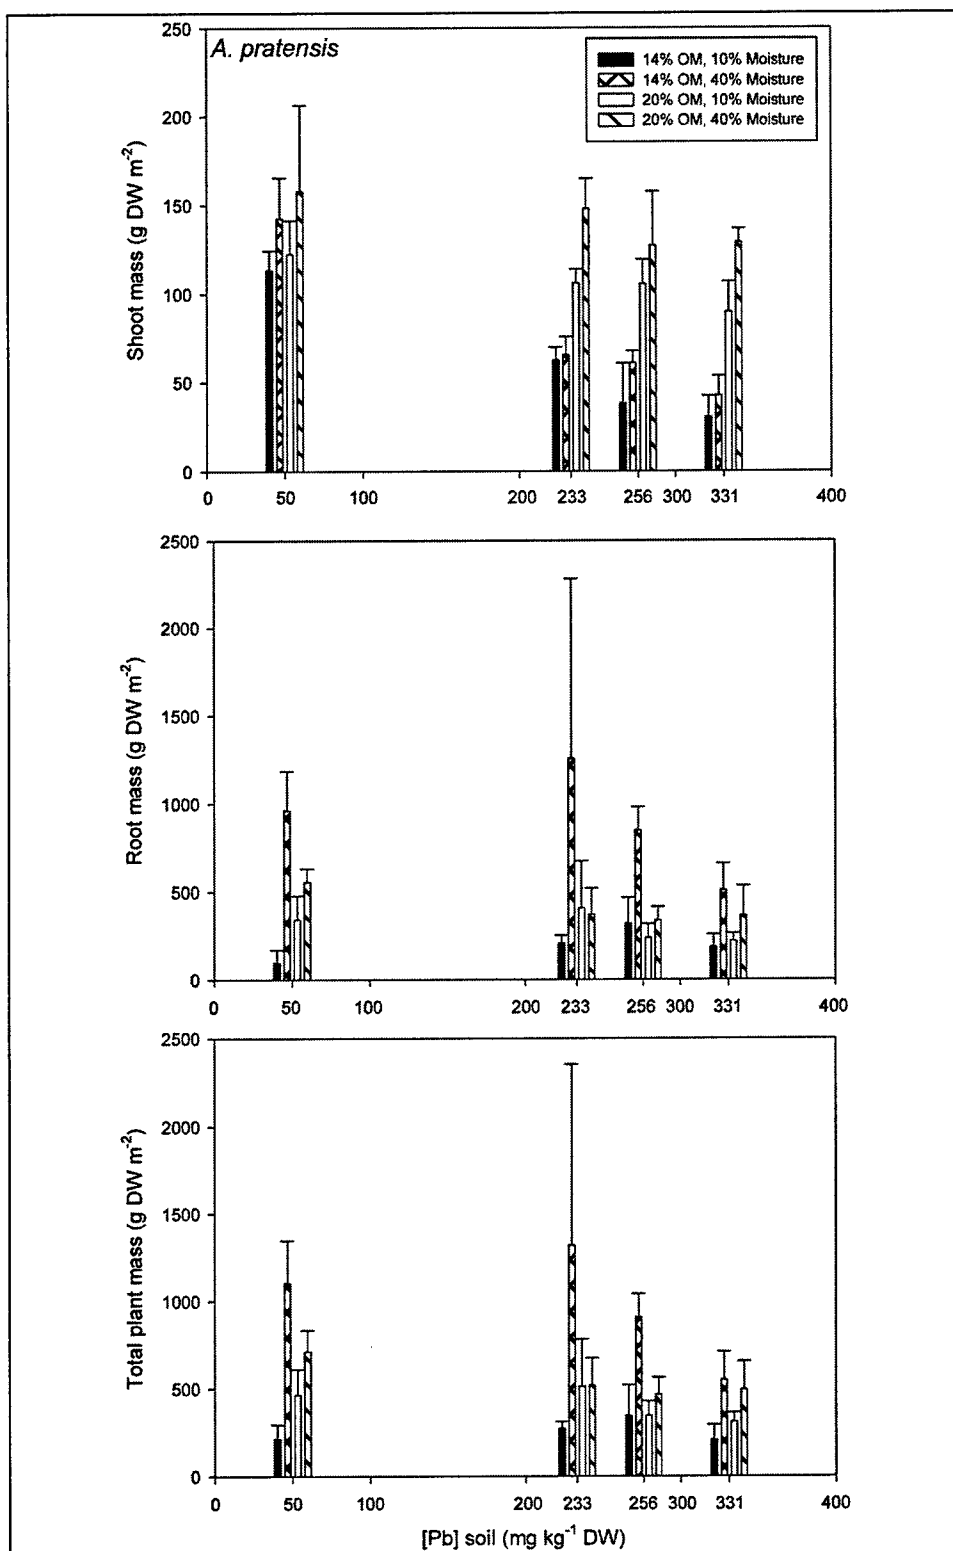 A. pratensis
14% OM, 10% Moisture
14% OM, 40% Moisture
20% OM, 10% Moisture
20% OM, 40% Moisture
Shoot mass (g DW m⁻²)
250
200
150
100
50
0
0 50 100 200 233 256 300 331 400
Root mass (g DW m⁻²)
2500
2000
1500
1000
500
0
0 50 100 200 233 256 300 331 400
Total plant mass (g DW m⁻²)
2500
2000
1500
1000
500
0
0 50 100 200 233 256 300 331 400
[Pb] soil (mg kg⁻¹ DW)